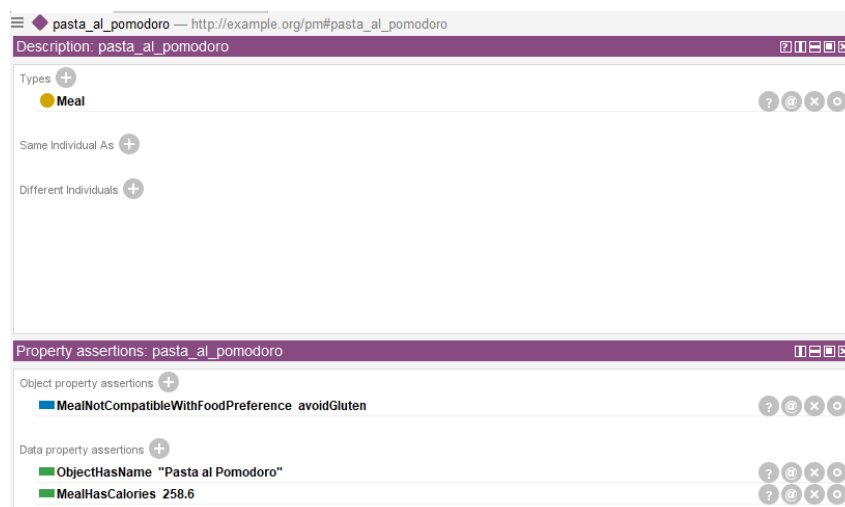 pasta_al_pomodoro — http://example.org/pm#pasta_al_pomodoro
Description: pasta_al_pomodoro
Types
Meal
Same Individual As
Different Individuals
Property assertions: pasta_al_pomodoro
Object property assertions
MealNotCompatibleWithFoodPreference avoidGluten
Data property assertions
ObjectHasName "Pasta al Pomodoro"
MealHasCalories 258.6